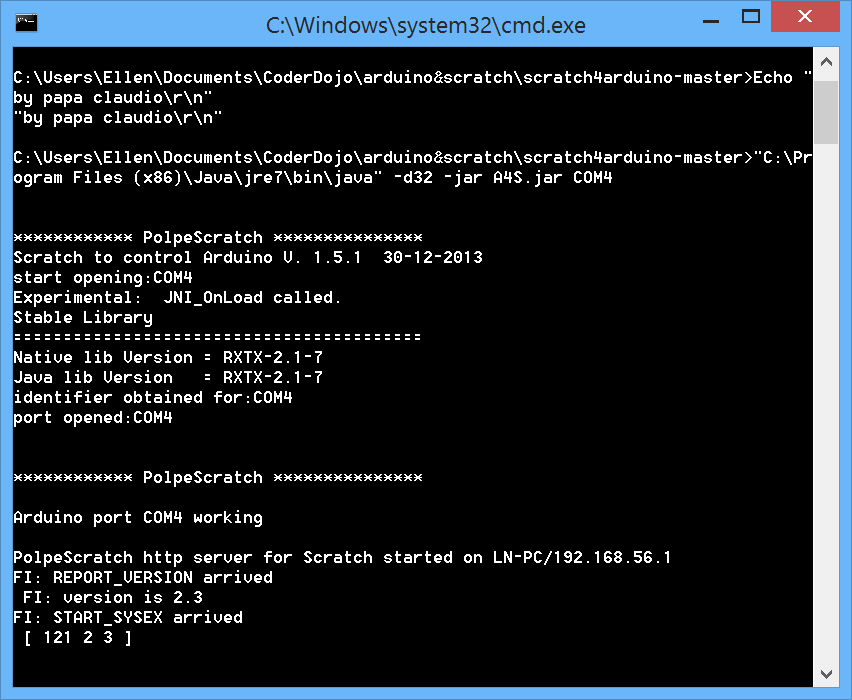 C:\Windows\system32\cmd.exe
C:\Users\Ellen\Documents\CoderDojo\arduino&scratch\scratch4arduino-master>Echo "
by papa claudio\r\n"
"by papa claudio\r\n"
C:\Users\Ellen\Documents\CoderDojo\arduino&scratch\scratch4arduino-master>"C:\Pr
ogram Files (x86)\Java\jre7\bin\java" -d32 -jar A4S.jar COM4
************ PolpeScratch ***************
Scratch to control Arduino V. 1.5.1  30-12-2013
start opening:COM4
Experimental:  JNI_OnLoad called.
Stable Library
=========================================
Native lib Version = RXTX-2.1-7
Java lib Version   = RXTX-2.1-7
identifier obtained for:COM4
port opened:COM4
************ PolpeScratch ***************
Arduino port COM4 working
PolpeScratch http server for Scratch started on LN-PC/192.168.56.1
FI: REPORT_VERSION arrived
 FI: version is 2.3
FI: START_SYSEX arrived
 [ 121 2 3 ]